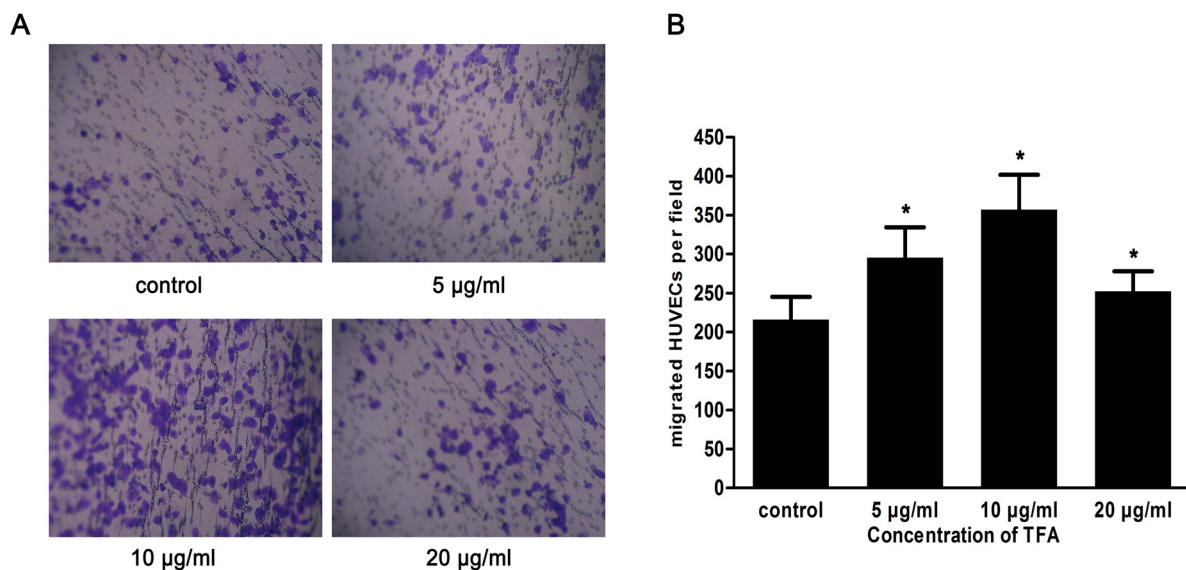 A
control
5 µg/ml
10 µg/ml
20 µg/ml
B
migrated HUVECs per field
450
400
350
300
250
200
150
100
50
0
*
*
*
control
5 µg/ml
10 µg/ml
20 µg/ml
Concentration of TFA